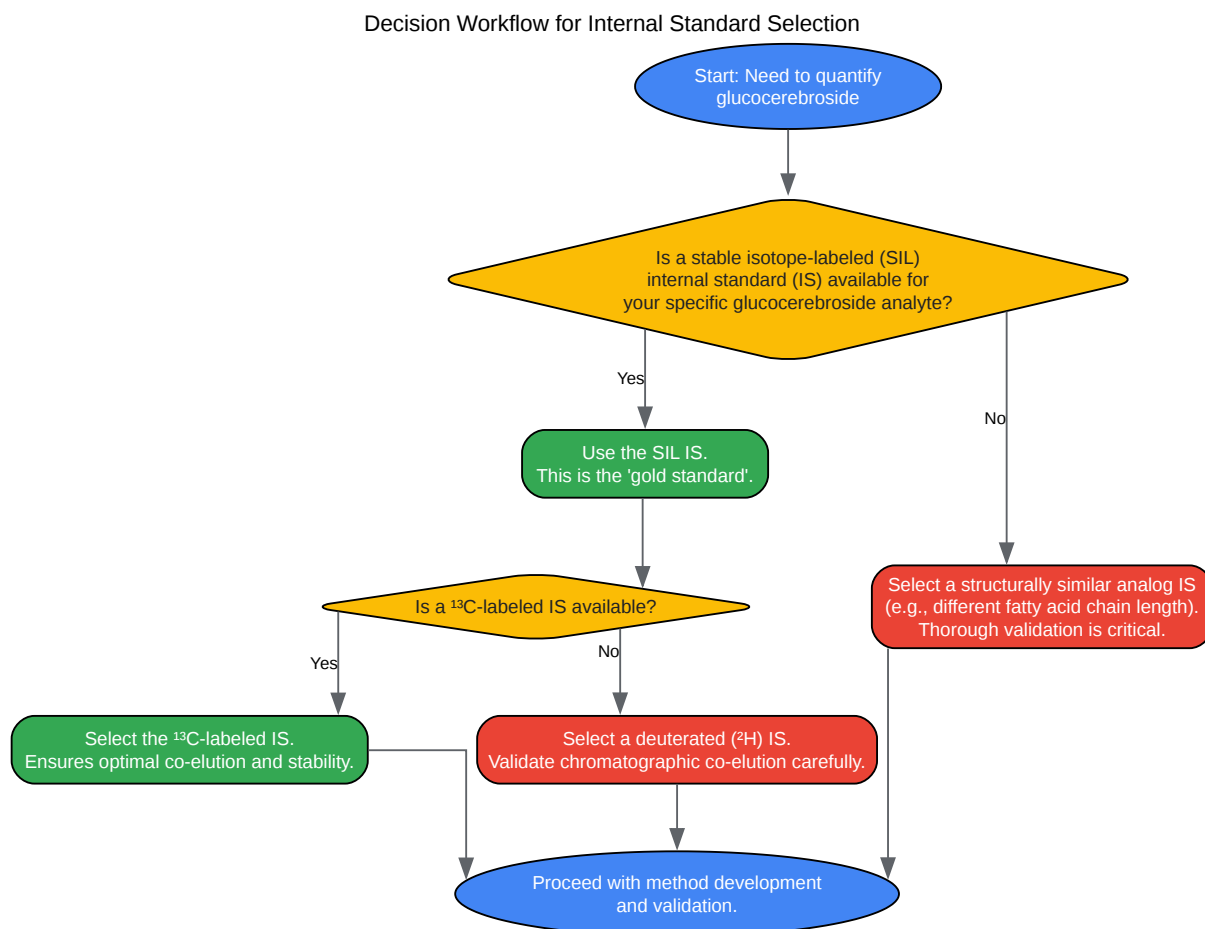 Decision Workflow for Internal Standard Selection
Start: Need to quantify
glucocerebroside
Is a stable isotope-labeled (SIL)
internal standard (IS) available for
your specific glucocerebroside analyte?
Yes
No
Use the SIL IS.
This is the 'gold standard'.
Select a structurally similar analog IS
(e.g., different fatty acid chain length).
Thorough validation is critical.
Is a ¹³C-labeled IS available?
Yes
No
Select the ¹³C-labeled IS.
Ensures optimal co-elution and stability.
Select a deuterated (²H) IS.
Validate chromatographic co-elution carefully.
Proceed with method development
and validation.